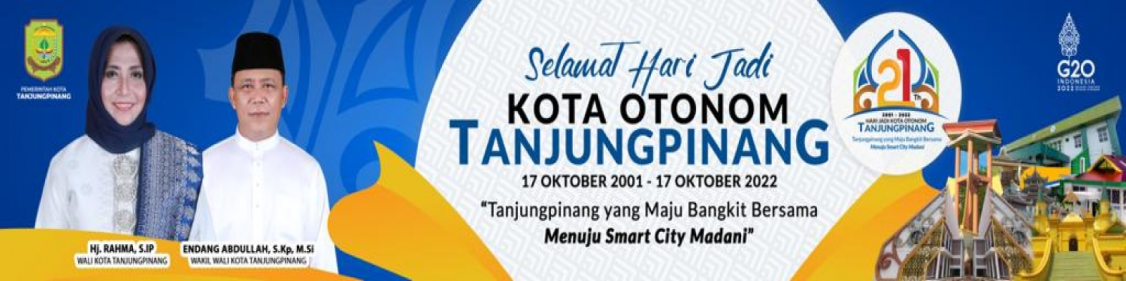 PEMERINTAH KOTA
TANJUNGPINANG
Hj. RAHMA, S.IP
WALI KOTA TANJUNGPINANG
ENDANG ABDULLAH, S.Kp, M.Si
WAKIL WALI KOTA TANJUNGPINANG
Selamat Hari Jadi
KOTA OTONOM
TANJUNGPINANG
17 OKTOBER 2001 - 17 OKTOBER 2022
“Tanjungpinang yang Maju Bangkit Bersama
Menuju Smart City Madani”
21 Th
2001 - 2022
HARI JADI KOTA OTONOM
TANJUNGPINANG
Tanjungpinang yang Maju Bangkit Bersama
Menuju Smart City Madani
G20
INDONESIA
2022